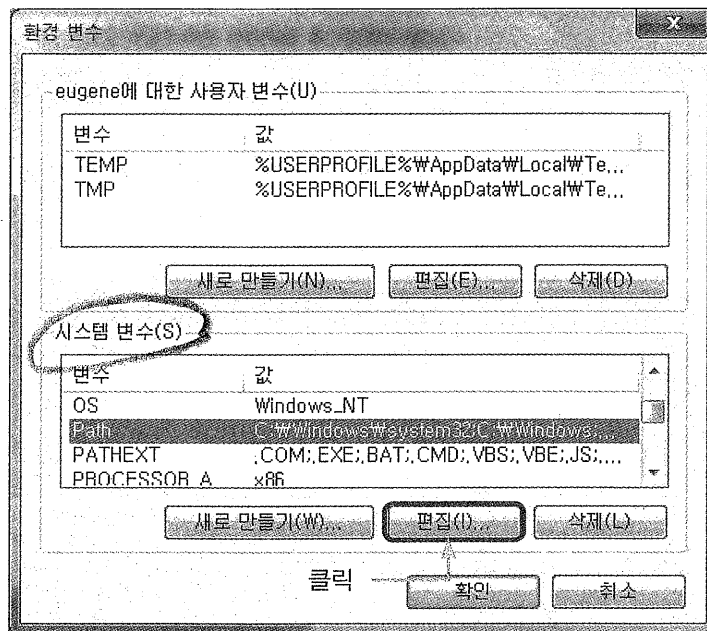 환경 변수
eugene에 대한 사용자 변수(U)
변수 값
TEMP %USERPROFILE%₩AppData₩Local₩Te...
TMP %USERPROFILE%₩AppData₩Local₩Te...
새로 만들기(N)... 편집(E)... 삭제(D)
시스템 변수(S)
변수 값
OS Windows_NT
Path C:₩Windows₩system32;C:₩Windows....
PATHEXT .COM;.EXE;.BAT;.CMD;.VBS;.VBE;.JS;....
PROCESSOR_A... x86
새로 만들기(W)... 편집(I)... 삭제(L)
클릭
확인 취소